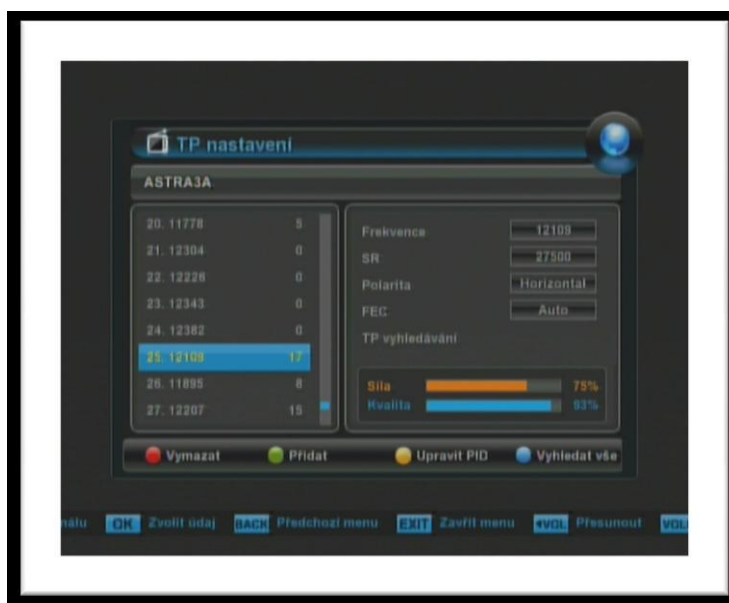 TP nastavení
ASTRA3A
20. 11778 5
21. 12304 0
22. 12226 0
23. 12343 0
24. 12382 0
25. 12109 17
26. 11895 8
27. 12207 15
Frekvence 12109
SR 27500
Polarita Horizontal
FEC Auto
TP vyhledávání
Síla 75%
Kvalita 93%
Vymazat Přidat Upravit PID Vyhledat vše
nálu OK Zvolit údaj BACK Předchozí menu EXIT Zavřít menu ◄VOL Přesunout VOL